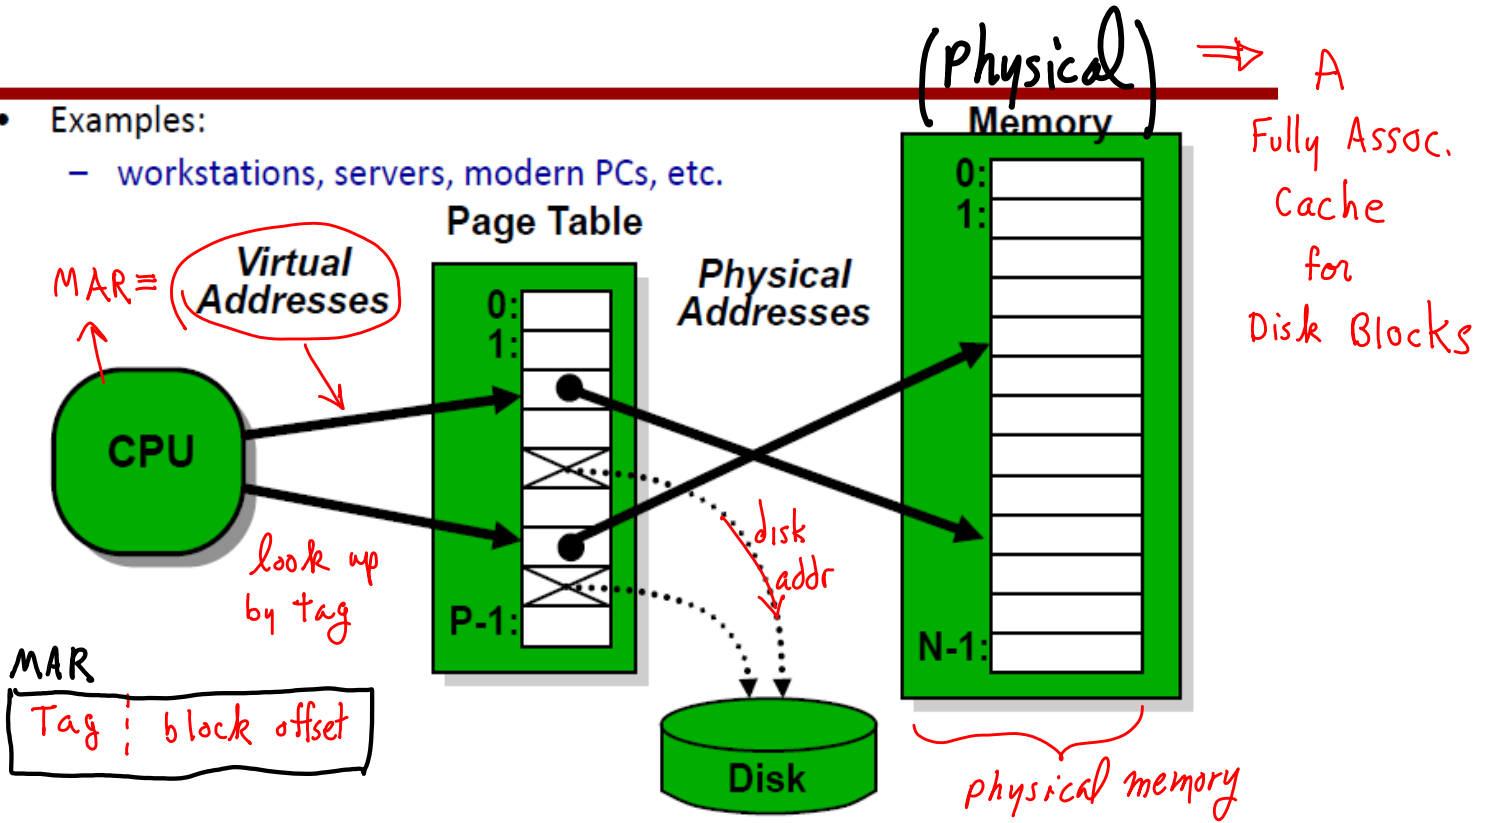 (Physical) ⇒ A
Fully Assoc.
Cache
for
Disk Blocks
• Examples:
– workstations, servers, modern PCs, etc.
Memory
0:
1:
N-1:
Page Table
0:
1:
P-1:
MAR≡
Virtual
Addresses
Physical
Addresses
CPU
look up
by tag
disk
addr
MAR
Tag ¦ block offset
Disk
physical memory